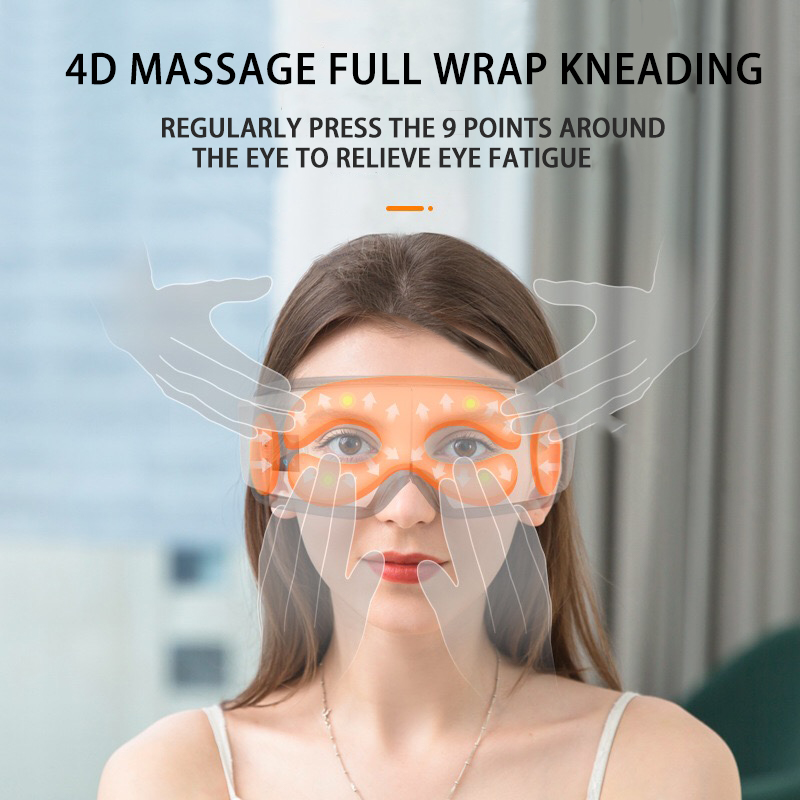 4D MASSAGE FULL WRAP KNEADING
REGULARLY PRESS THE 9 POINTS AROUND
THE EYE TO RELIEVE EYE FATIGUE